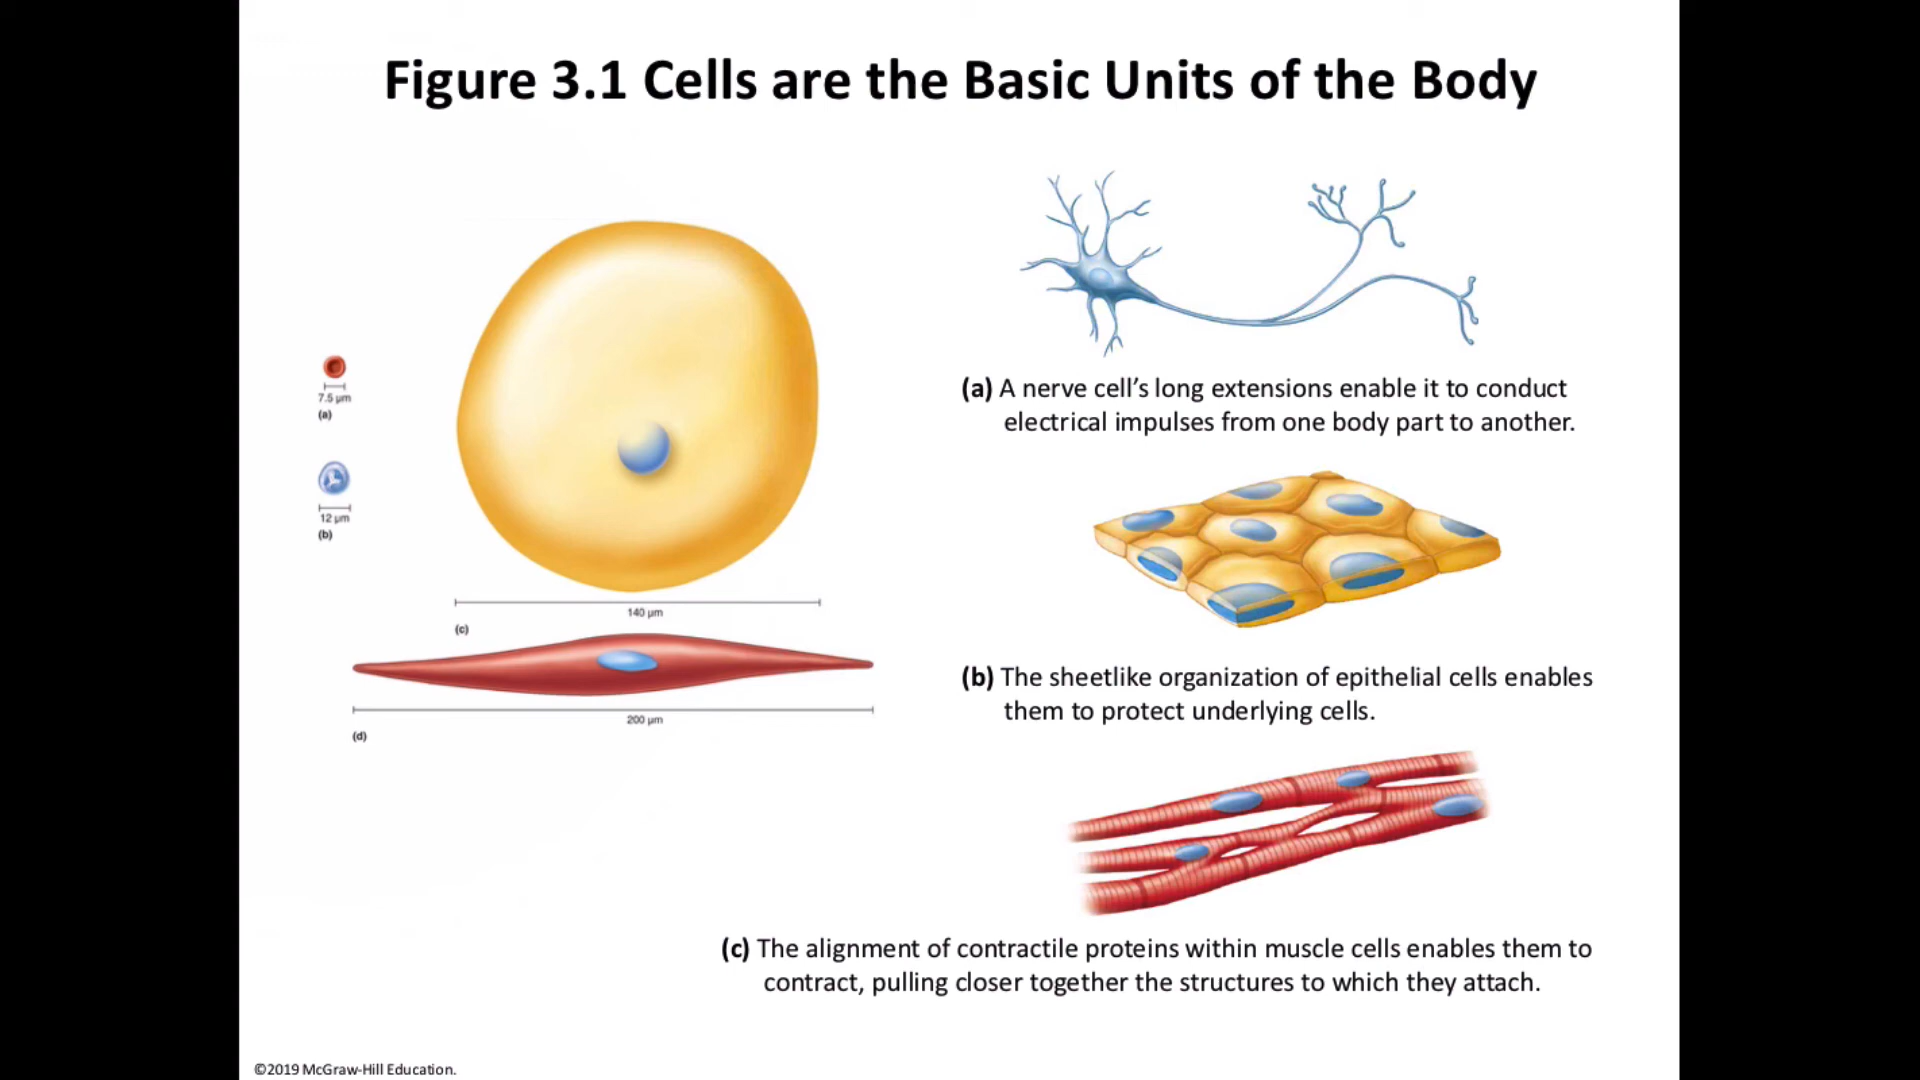 Figure 3.1 Cells are the Basic Units of the Body
7.5 µm
(a)
12 µm
(b)
140 µm
(c)
200 µm
(d)
(a) A nerve cell’s long extensions enable it to conduct
electrical impulses from one body part to another.
(b) The sheetlike organization of epithelial cells enables
them to protect underlying cells.
(c) The alignment of contractile proteins within muscle cells enables them to
contract, pulling closer together the structures to which they attach.
©2019 McGraw-Hill Education.